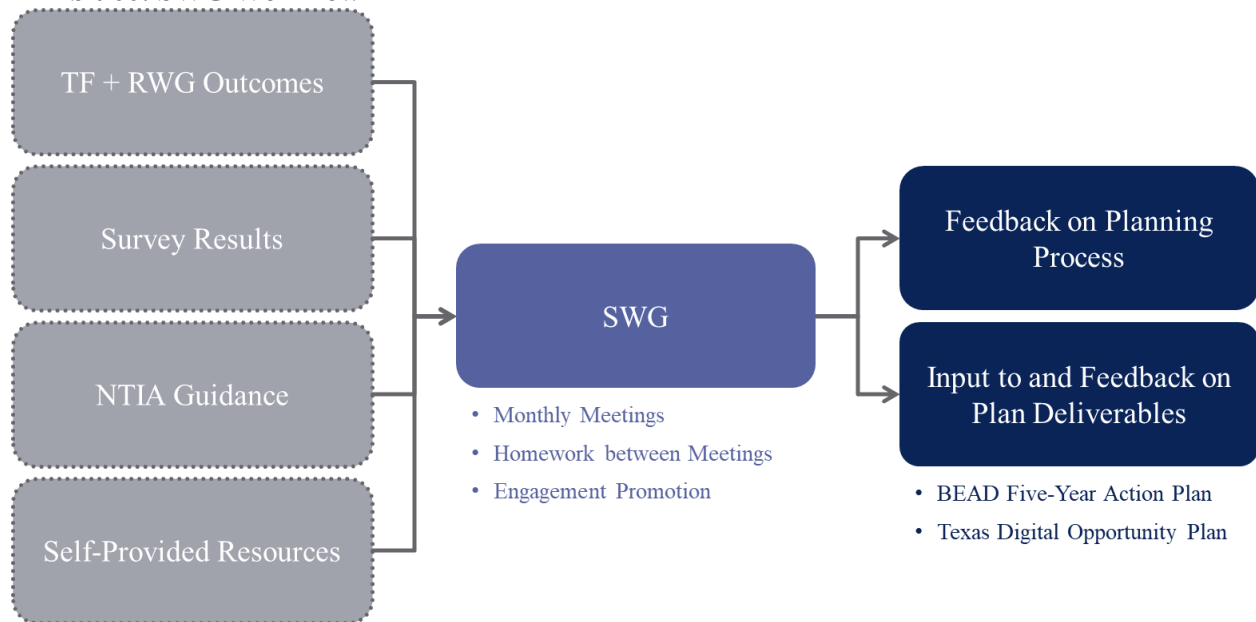 TF + RWG Outcomes
Survey Results
NTIA Guidance
Self-Provided Resources
SWG
• Monthly Meetings
• Homework between Meetings
• Engagement Promotion
Feedback on Planning
Process
Input to and Feedback on
Plan Deliverables
• BEAD Five-Year Action Plan
• Texas Digital Opportunity Plan